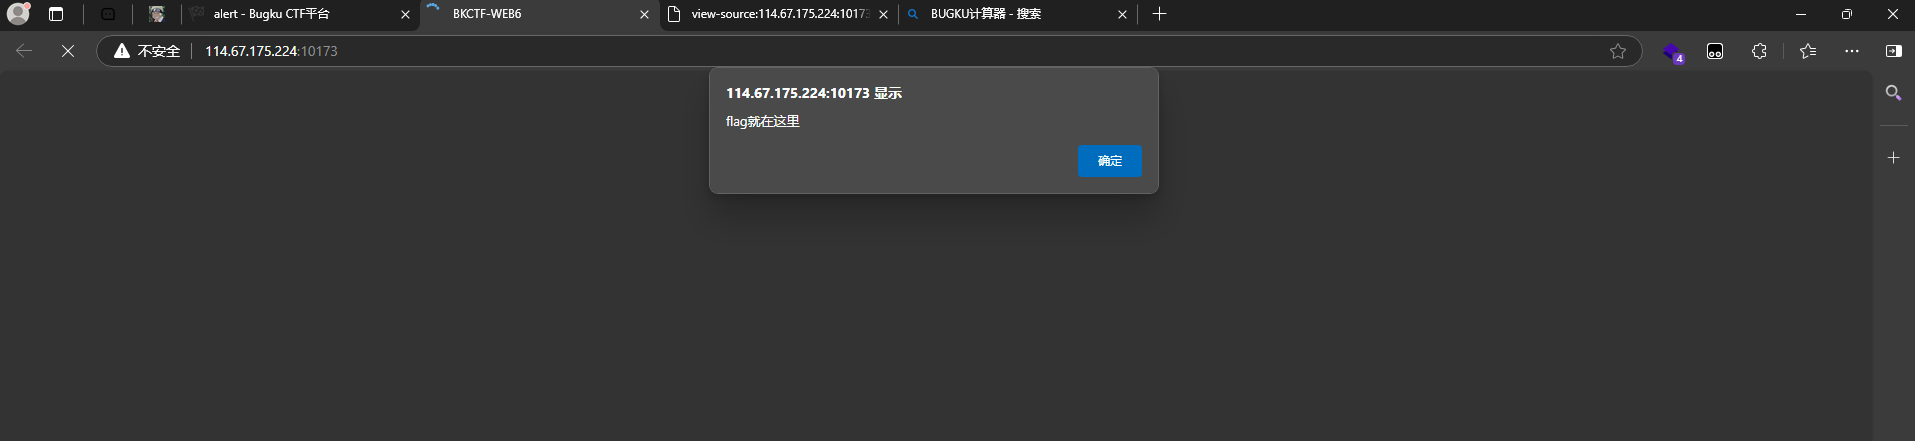 alert - Bugku CTF平台
BKCTF-WEB6
view-source:114.67.175.224:10173
BUGKU计算器 - 搜索
不安全
114.67.175.224:10173
4
114.67.175.224:10173 显示
flag就在这里
确定